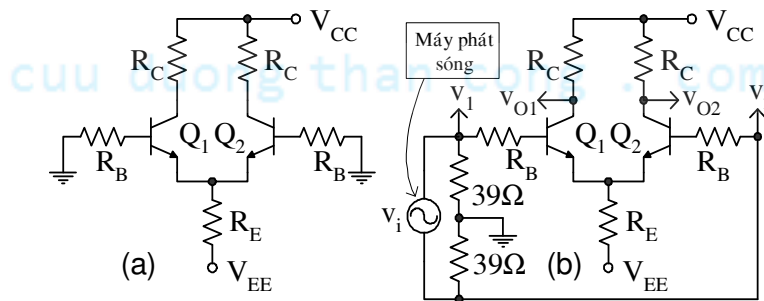 V_CC
R_C R_C
Q_1 Q_2
R_B
R_B
R_E
V_EE
(a)
Máy phát
sóng
V_CC
R_C R_C
v_1
v_O1
v_O2
v
R_B
Q_1 Q_2
R_B
39Ω
v_i
39Ω
R_E
V_EE
(b)
cuu duong than cong . com